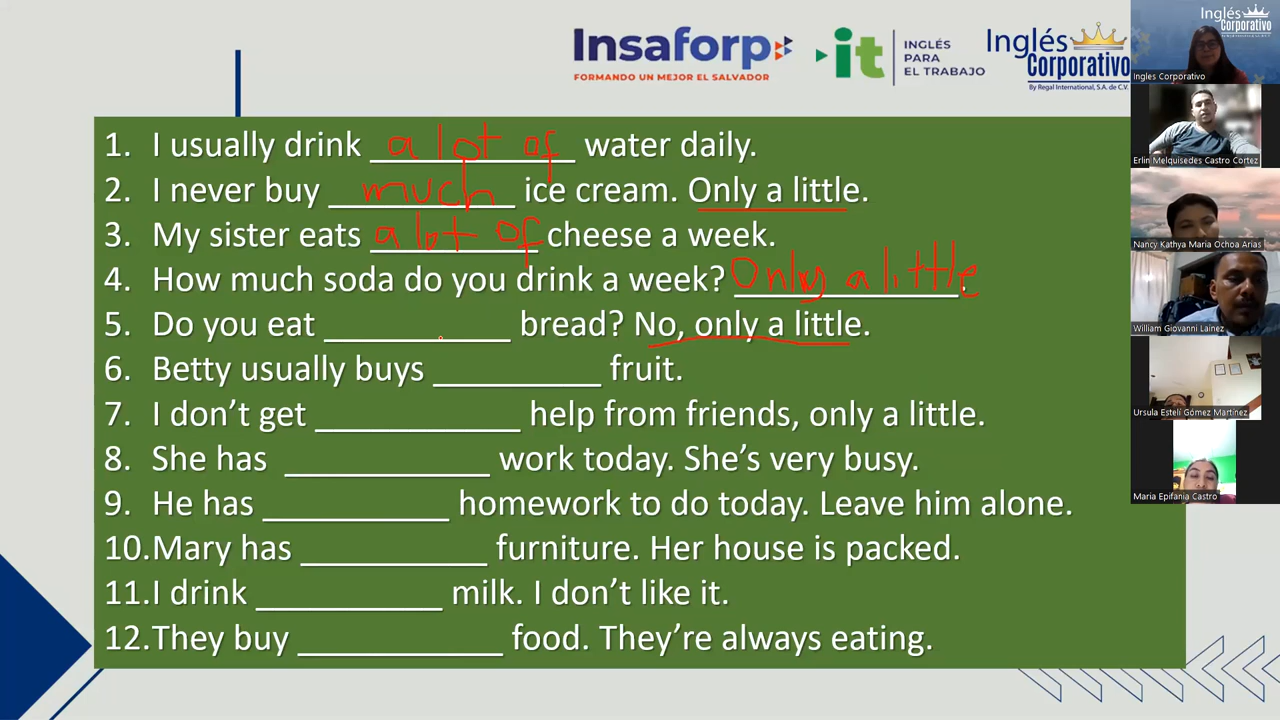 Insaforp
FORMANDO UN MEJOR EL SALVADOR
it
INGLÉS
PARA
EL TRABAJO
Inglés
Corporativo
By Regal International, S.A. de C.V.
1. I usually drink a lot of water daily.
2. I never buy much ice cream. Only a little.
3. My sister eats a lot of cheese a week.
4. How much soda do you drink a week? Only a little.
5. Do you eat ___________ bread? No, only a little.
6. Betty usually buys __________ fruit.
7. I don’t get ____________ help from friends, only a little.
8. She has ____________ work today. She’s very busy.
9. He has ___________ homework to do today. Leave him alone.
10. Mary has ___________ furniture. Her house is packed.
11. I drink ___________ milk. I don’t like it.
12. They buy ____________ food. They’re always eating.
Inglés
Corporativo
Ingles Corporativo
Erlin Melquisedes Castro Cortez
Nancy Kathya Maria Ochoa Arias
William Giovanni Lainez
Ursula Estelí Gómez Martínez
Maria Epifania Castro